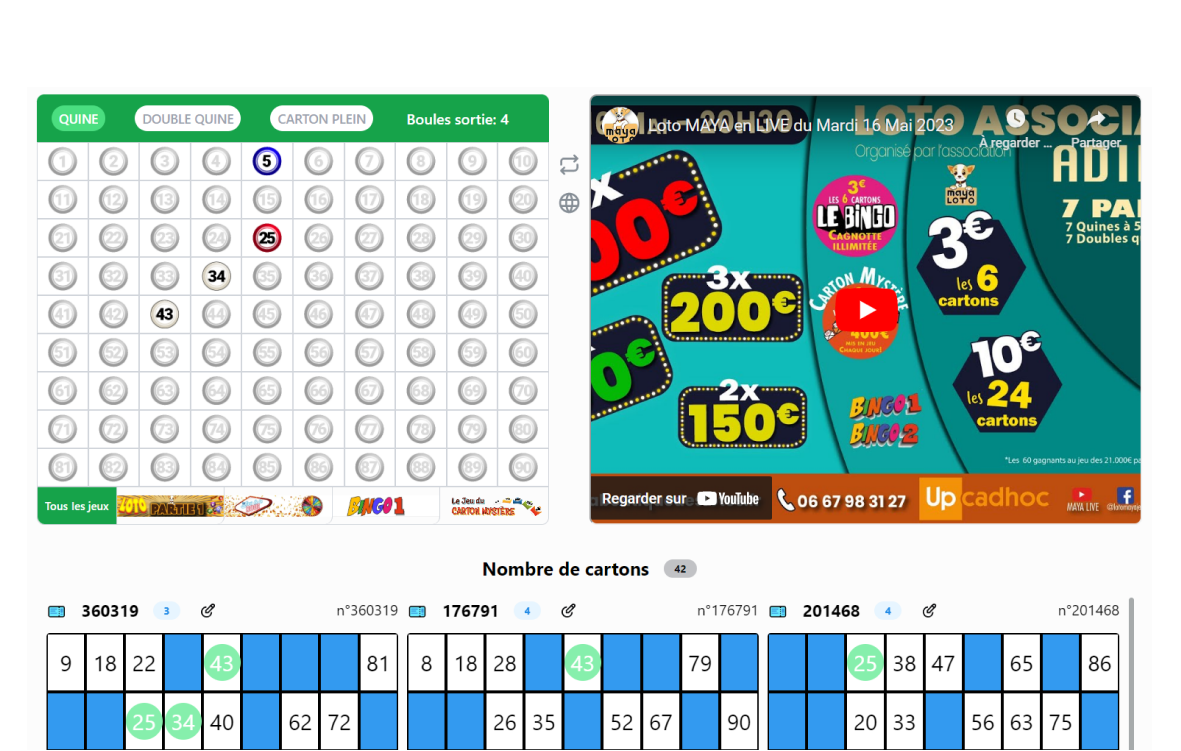 QUINE DOUBLE QUINE CARTON PLEIN Boules sortie: 4
1 2 3 4 5 6 7 8 9 10
11 12 13 14 15 16 17 18 19 20
21 22 23 24 25 26 27 28 29 30
31 32 33 34 35 36 37 38 39 40
41 42 43 44 45 46 47 48 49 50
51 52 53 54 55 56 57 58 59 60
61 62 63 64 65 66 67 68 69 70
71 72 73 74 75 76 77 78 79 80
81 82 83 84 85 86 87 88 89 90
Tous les jeux LOTO PARTIE 1 BINGO 1 Le Jeu du
CARTON MYSTÈRE
maya
LOTO
Loto MAYA en LIVE du Mardi 16 Mai 2023
À regarder ... Partager
20H30
LOTO ASSOCIA
Organisé par l'association
maya
LOTO
3x
200€
2x
150€
3€
LES 6 CARTONS
LE BINGO
CAGNOTTE
ILLIMITÉE
CARTON MYSTÈRE
400€
MIS EN JEU
CHAQUE JOUR!
BINGO 1
BINGO 2
3€
les 6
cartons
10€
les 24
cartons
7 PA
7 Quines à 5
7 Doubles q
*Les 60 gagnants au jeu des 21.000€ pa
Regarder sur YouTube
06 67 98 31 27
Up cadhoc
MAYA LIVE
Nombre de cartons 42
360319 3 n°360319
9 18 22 43 81
25 34 40 62 72
176791 4 n°176791
8 18 28 43 79
26 35 52 67 90
201468 4 n°201468
25 38 47 65 86
20 33 56 63 75